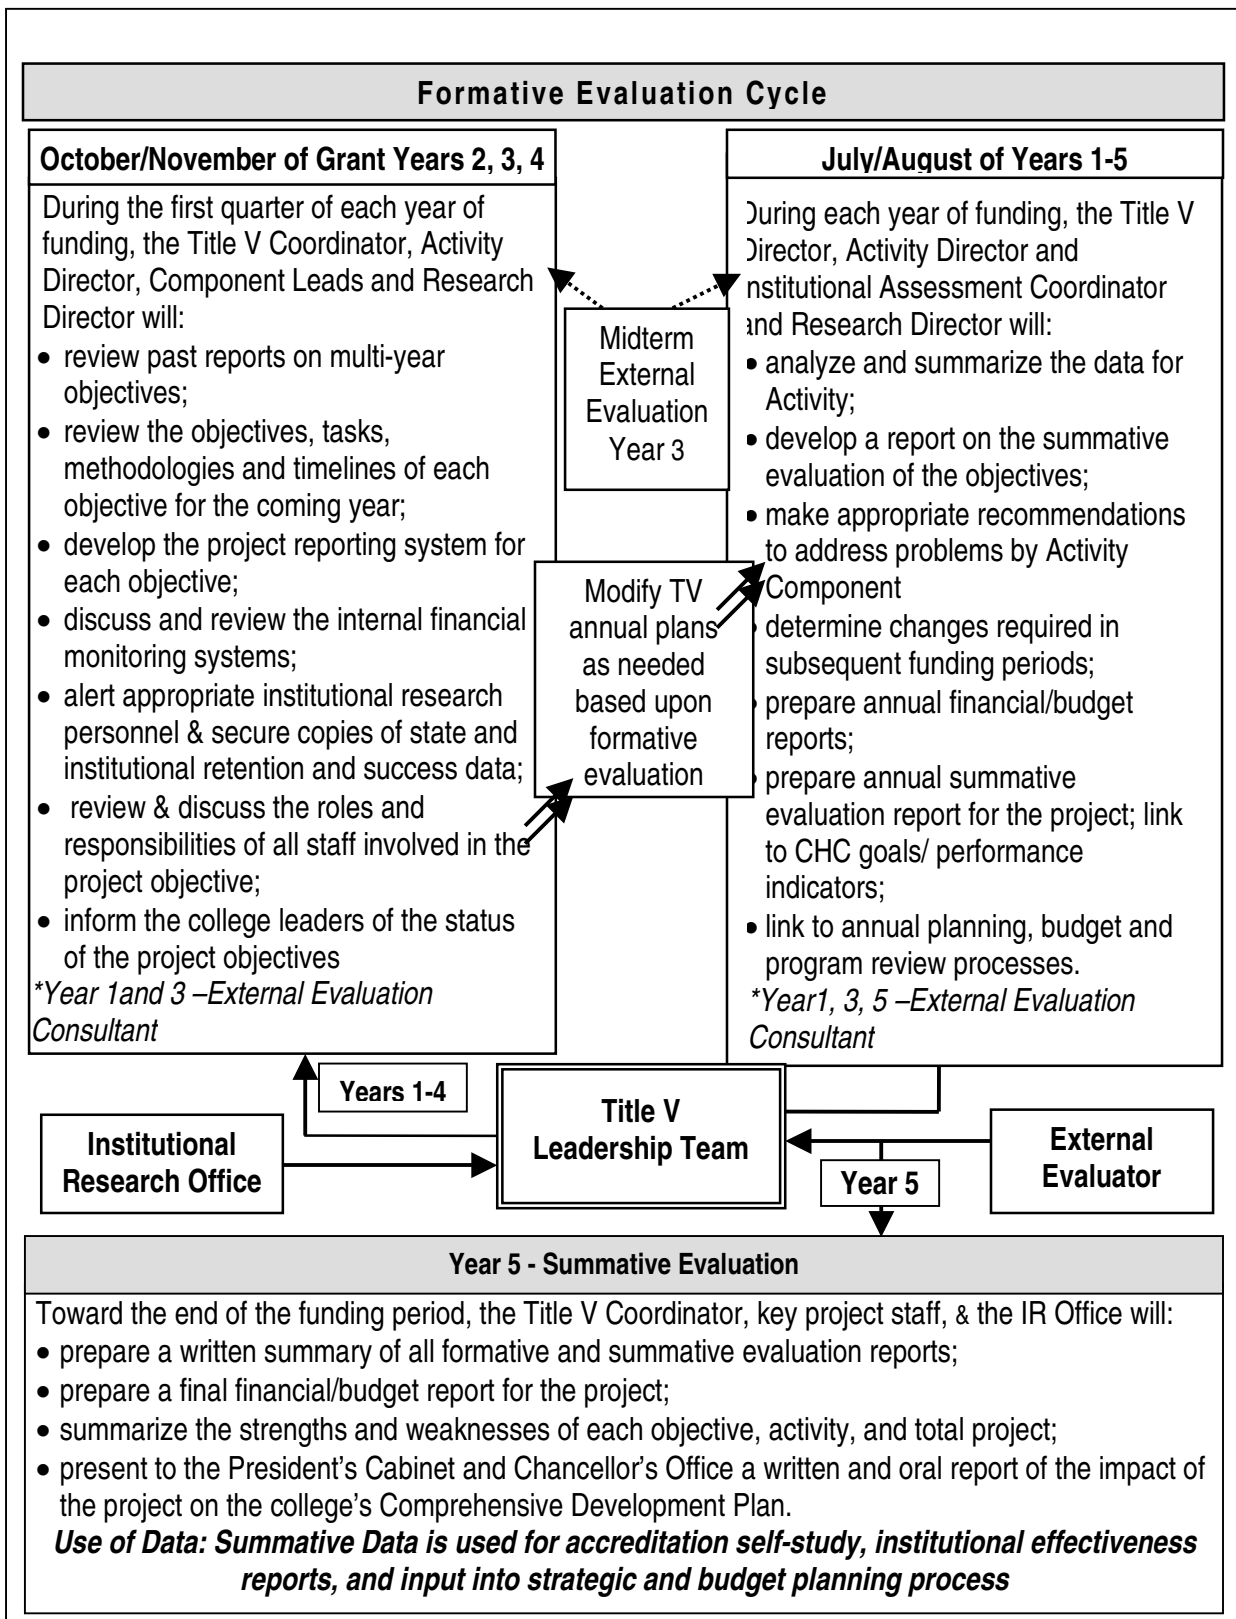 Formative Evaluation Cycle
October/November of Grant Years 2, 3, 4
During the first quarter of each year of
funding, the Title V Coordinator, Activity
Director, Component Leads and Research
Director will:
• review past reports on multi-year
objectives;
• review the objectives, tasks,
methodologies and timelines of each
objective for the coming year;
• develop the project reporting system for
each objective;
• discuss and review the internal financial
monitoring systems;
• alert appropriate institutional research
personnel & secure copies of state and
institutional retention and success data;
• review & discuss the roles and
responsibilities of all staff involved in the
project objective;
• inform the college leaders of the status
of the project objectives
*Year 1and 3 –External Evaluation
Consultant
Midterm
External
Evaluation
Year 3
Modify TV
annual plans
as needed
based upon
formative
evaluation
July/August of Years 1-5
During each year of funding, the Title V
Director, Activity Director and
Institutional Assessment Coordinator
and Research Director will:
• analyze and summarize the data for
Activity;
• develop a report on the summative
evaluation of the objectives;
• make appropriate recommendations
to address problems by Activity
Component
• determine changes required in
subsequent funding periods;
• prepare annual financial/budget
reports;
• prepare annual summative
evaluation report for the project; link
to CHC goals/ performance
indicators;
• link to annual planning, budget and
program review processes.
*Year1, 3, 5 –External Evaluation
Consultant
Years 1-4
Institutional
Research Office
Title V
Leadership Team
Year 5
External
Evaluator
Year 5 - Summative Evaluation
Toward the end of the funding period, the Title V Coordinator, key project staff, & the IR Office will:
• prepare a written summary of all formative and summative evaluation reports;
• prepare a final financial/budget report for the project;
• summarize the strengths and weaknesses of each objective, activity, and total project;
• present to the President's Cabinet and Chancellor's Office a written and oral report of the impact of
the project on the college's Comprehensive Development Plan.
Use of Data: Summative Data is used for accreditation self-study, institutional effectiveness
reports, and input into strategic and budget planning process